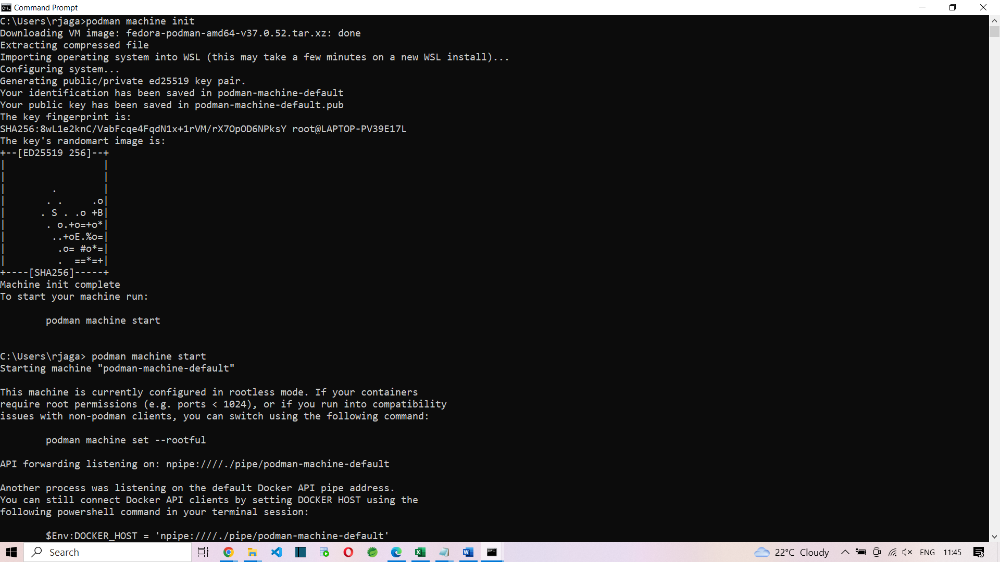 Command Prompt
C:\Users\rjaga>podman machine init
Downloading VM image: fedora-podman-amd64-v37.0.52.tar.xz: done
Extracting compressed file
Importing operating system into WSL (this may take a few minutes on a new WSL install)...
Configuring system...
Generating public/private ed25519 key pair.
Your identification has been saved in podman-machine-default
Your public key has been saved in podman-machine-default.pub
The key fingerprint is:
SHA256:8wL1e2knC/VabFcqe4FqdN1x+1rVM/rX7OpOD6NPksY root@LAPTOP-PV39E17L
The key's randomart image is:
+--[ED25519 256]--+
|                 |
|                 |
|        .        |
|       . .     .o|
|      . S . .o +B|
|       . o.+o=+o*|
|        ..+oE.%o=|
|         .o= #o*=|
|         .  ==*=+|
+----[SHA256]-----+
Machine init complete
To start your machine run:
podman machine start
C:\Users\rjaga> podman machine start
Starting machine "podman-machine-default"
This machine is currently configured in rootless mode. If your containers
require root permissions (e.g. ports < 1024), or if you run into compatibility
issues with non-podman clients, you can switch using the following command:
podman machine set --rootful
API forwarding listening on: npipe:////./pipe/podman-machine-default
Another process was listening on the default Docker API pipe address.
You can still connect Docker API clients by setting DOCKER HOST using the
following powershell command in your terminal session:
$Env:DOCKER_HOST = 'npipe:////./pipe/podman-machine-default'
Search
22°C Cloudy
ENG
11:45